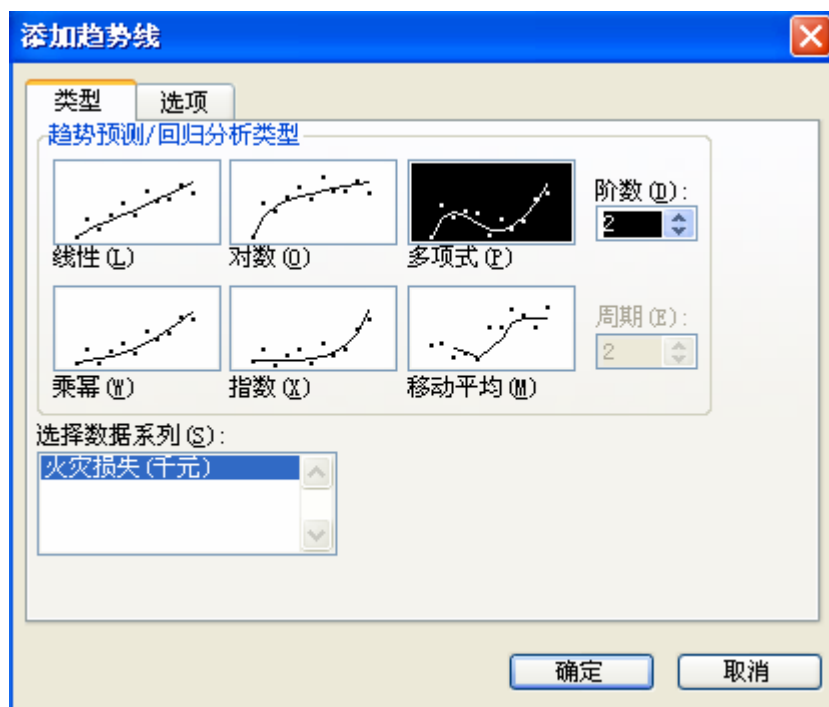 添加趋势线
类型 选项
趋势预测/回归分析类型
线性(L) 对数(O) 多项式(P) 阶数(D):
2
乘幂(W) 指数(X) 移动平均(M) 周期(E):
2
选择数据系列(S):
火灾损失(千元)
确定 取消